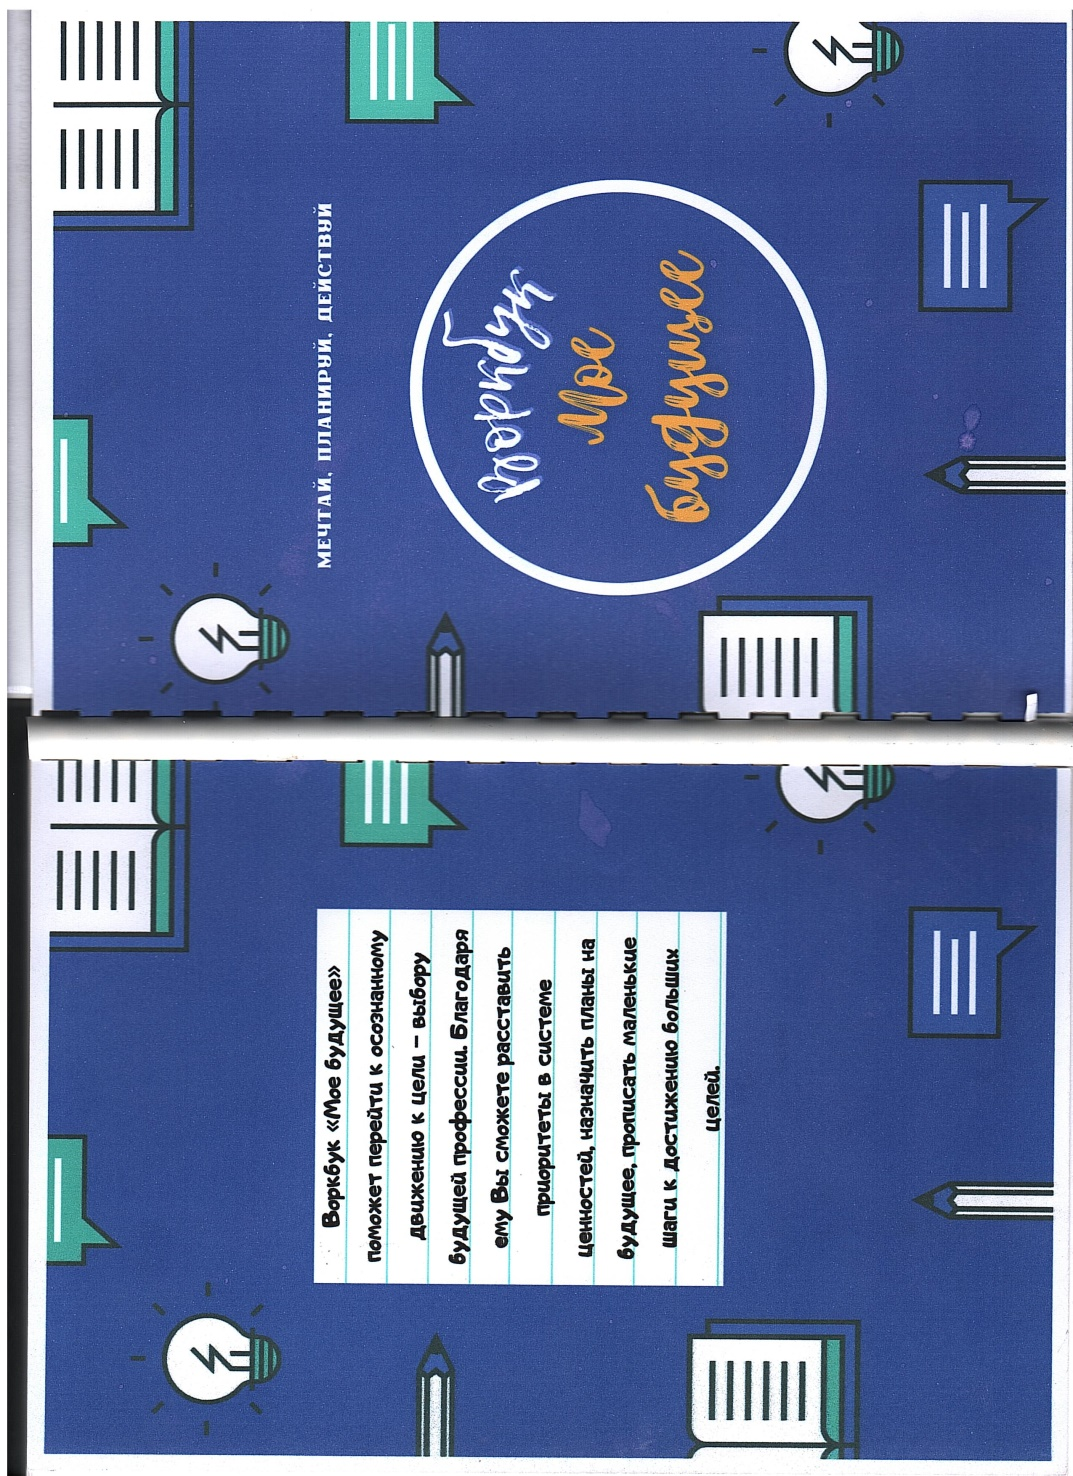 МЕЧТАЙ, ПЛАНИРУЙ, ДЕЙСТВУЙ
Мое
будущее
Воркбук «Мое будущее»
поможет перейти к осознанному
движению к цели – выбору
будущей профессии. Благодаря
ему Вы сможете расставить
приоритеты в системе
ценностей, назначить планы на
будущее, прописать маленькие
шаги к достижению больших
целей.